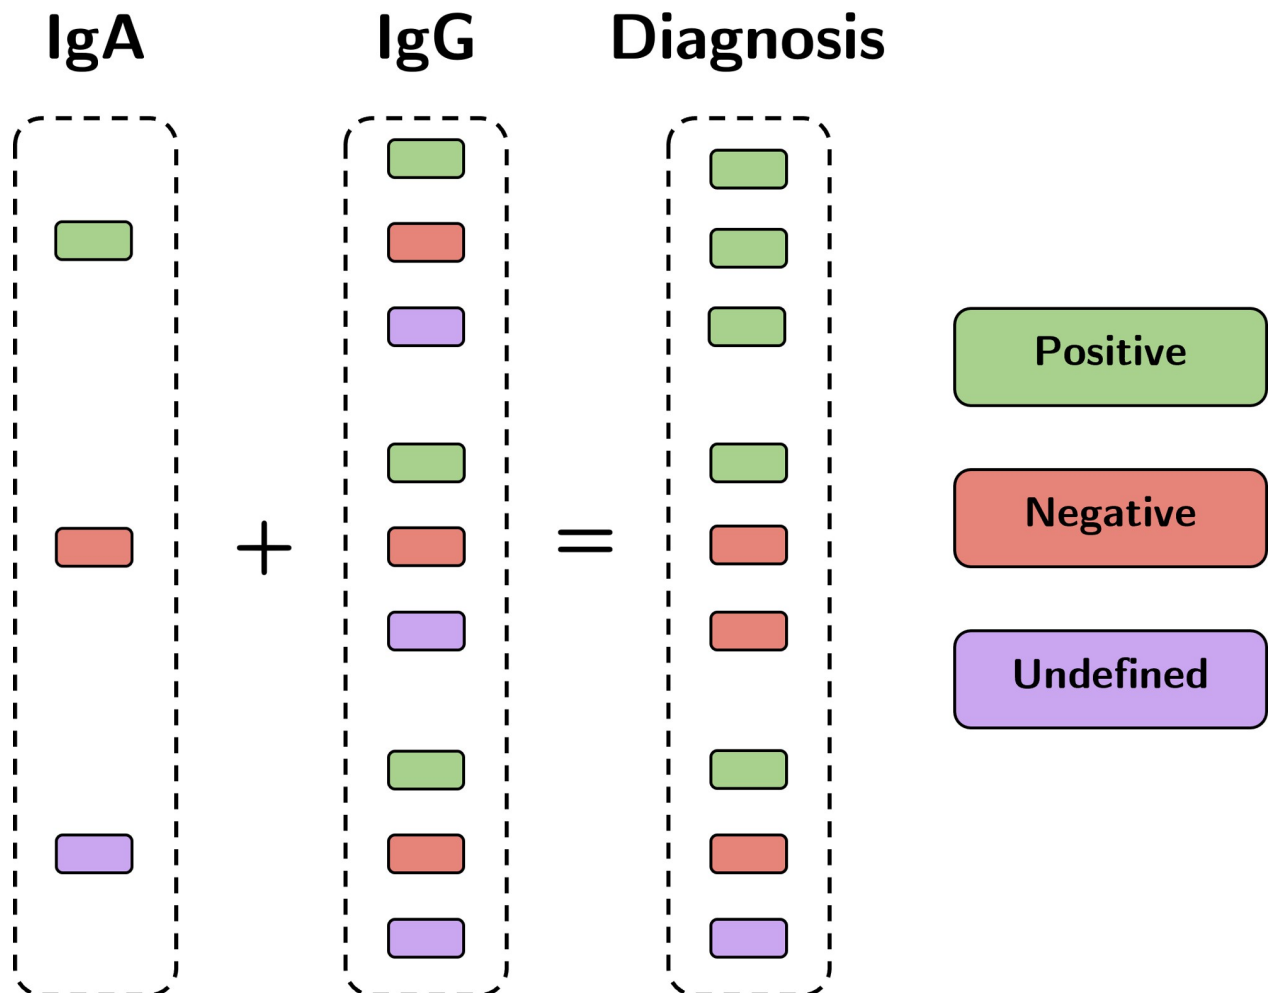 IgA
IgG
Diagnosis
+
=
Positive
Negative
Undefined